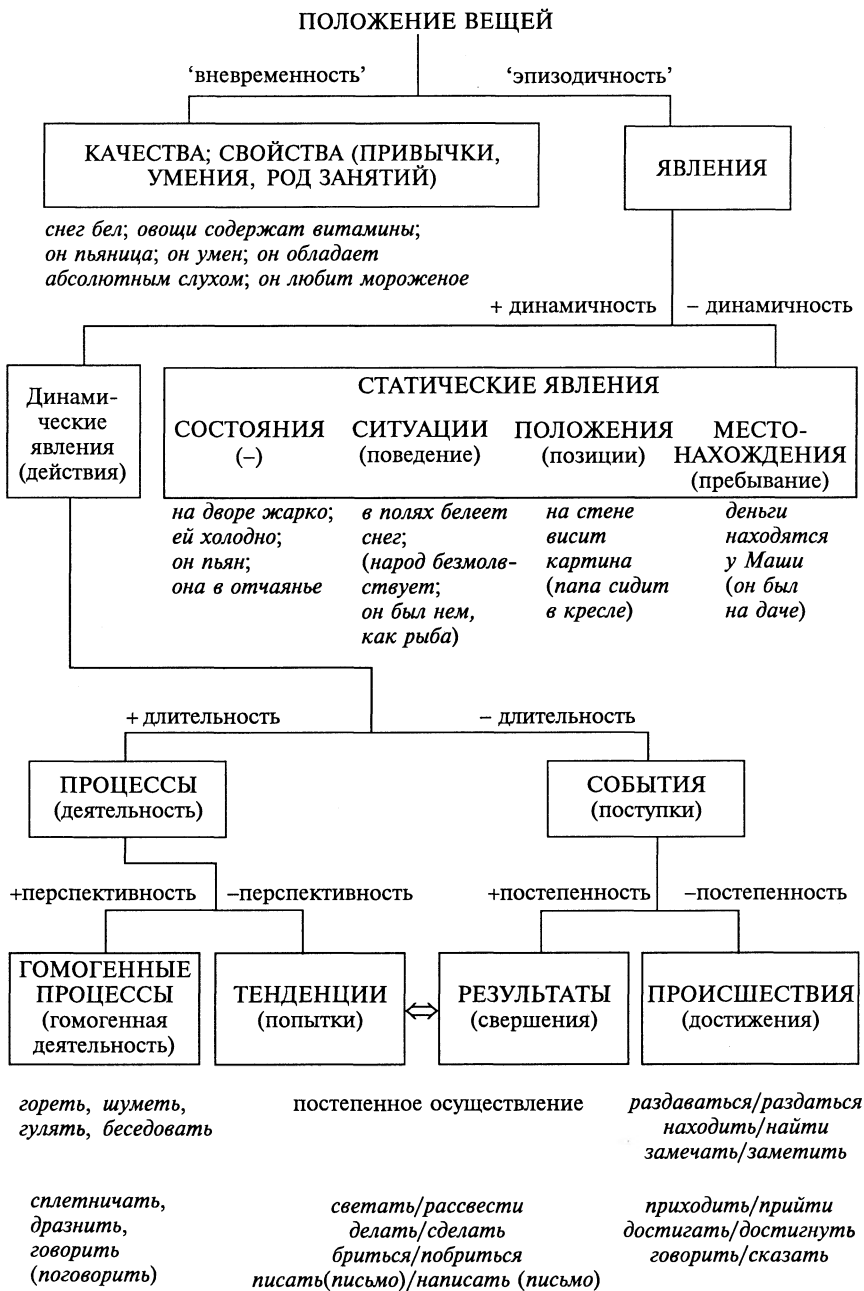 ПОЛОЖЕНИЕ ВЕЩЕЙ
‘вневременность’ ‘эпизодичность’
КАЧЕСТВА; СВОЙСТВА (ПРИВЫЧКИ,
УМЕНИЯ, РОД ЗАНЯТИЙ)
ЯВЛЕНИЯ
снег бел; овощи содержат витамины;
он пьяница; он умен; он обладает
абсолютным слухом; он любит мороженое
+ динамичность – динамичность
Динами-
ческие
явления
(действия)
СТАТИЧЕСКИЕ ЯВЛЕНИЯ
СОСТОЯНИЯ
(–)
СИТУАЦИИ
(поведение)
ПОЛОЖЕНИЯ
(позиции)
МЕСТО-
НАХОЖДЕНИЯ
(пребывание)
на дворе жарко;
ей холодно;
он пьян;
она в отчаянье
в полях белеет
снег;
(народ безмолв-
ствует;
он был нем,
как рыба)
на стене
висит
картина
(папа сидит
в кресле)
деньги
находятся
у Маши
(он был
на даче)
+ длительность – длительность
ПРОЦЕССЫ
(деятельность)
СОБЫТИЯ
(поступки)
+перспективность –перспективность
+постепенность –постепенность
ГОМОГЕННЫЕ
ПРОЦЕССЫ
(гомогенная
деятельность)
ТЕНДЕНЦИИ
(попытки)
⇔
РЕЗУЛЬТАТЫ
(свершения)
ПРОИСШЕСТВИЯ
(достижения)
гореть, шуметь,
гулять, беседовать
постепенное осуществление
раздаваться/раздаться
находить/найти
замечать/заметить
сплетничать,
дразнить,
говорить
(поговорить)
светать/рассвести
делать/сделать
бриться/побриться
писать(письмо)/написать (письмо)
приходить/прийти
достигать/достигнуть
говорить/сказать